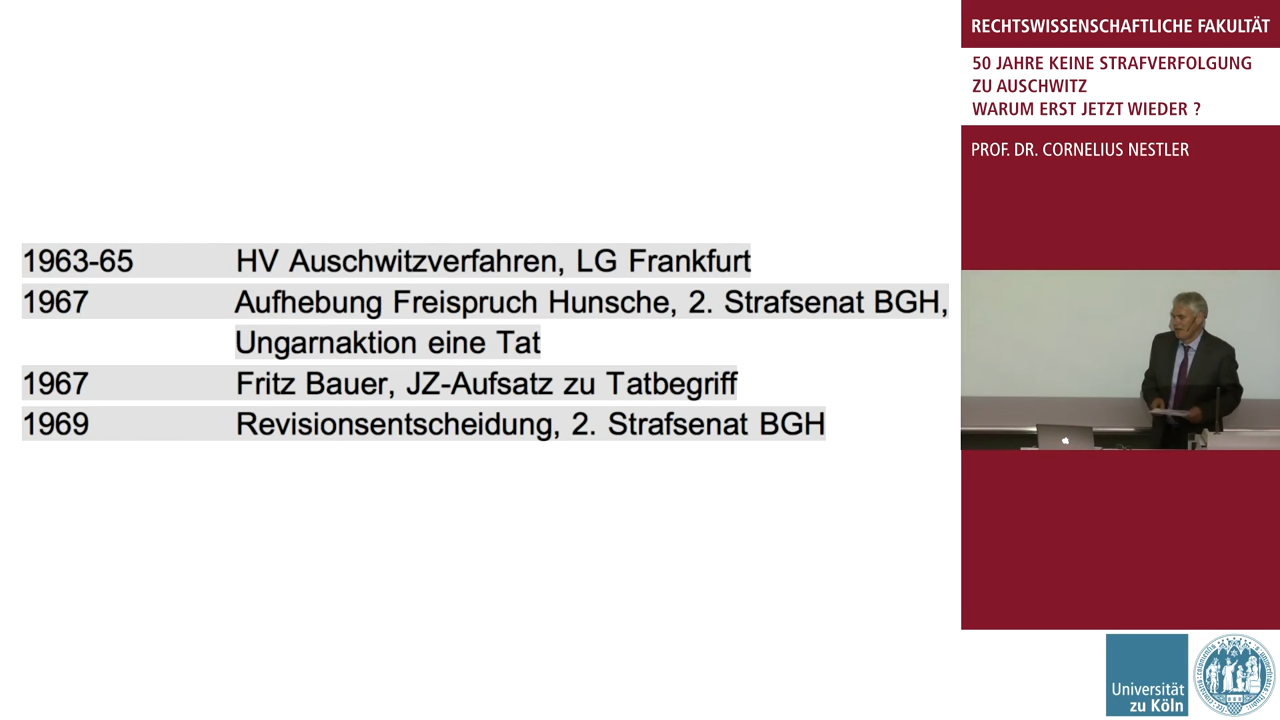 1963-65 HV Auschwitzverfahren, LG Frankfurt
1967 Aufhebung Freispruch Hunsche, 2. Strafsenat BGH,
Ungarnaktion eine Tat
1967 Fritz Bauer, JZ-Aufsatz zu Tatbegriff
1969 Revisionsentscheidung, 2. Strafsenat BGH
RECHTSWISSENSCHAFTLICHE FAKULTÄT
50 JAHRE KEINE STRAFVERFOLGUNG
ZU AUSCHWITZ
WARUM ERST JETZT WIEDER ?
PROF. DR. CORNELIUS NESTLER
Universität
zu Köln